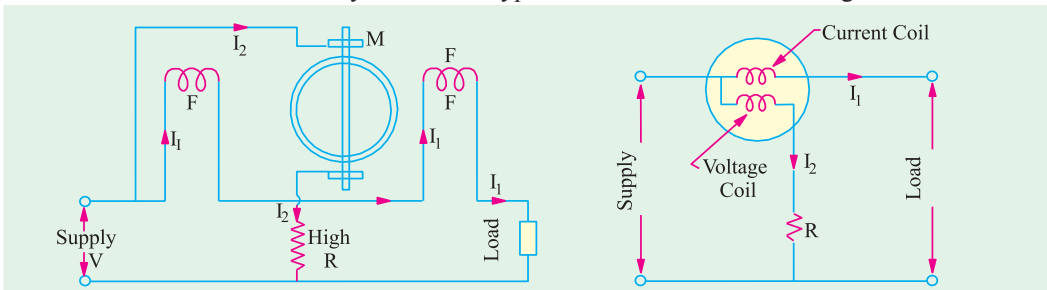 I2
M
F
F
F
I1
I1
I1
I2
Supply
V
High
R
Load
Current Coil
I1
Voltage
Coil
I2
Supply
Load
R